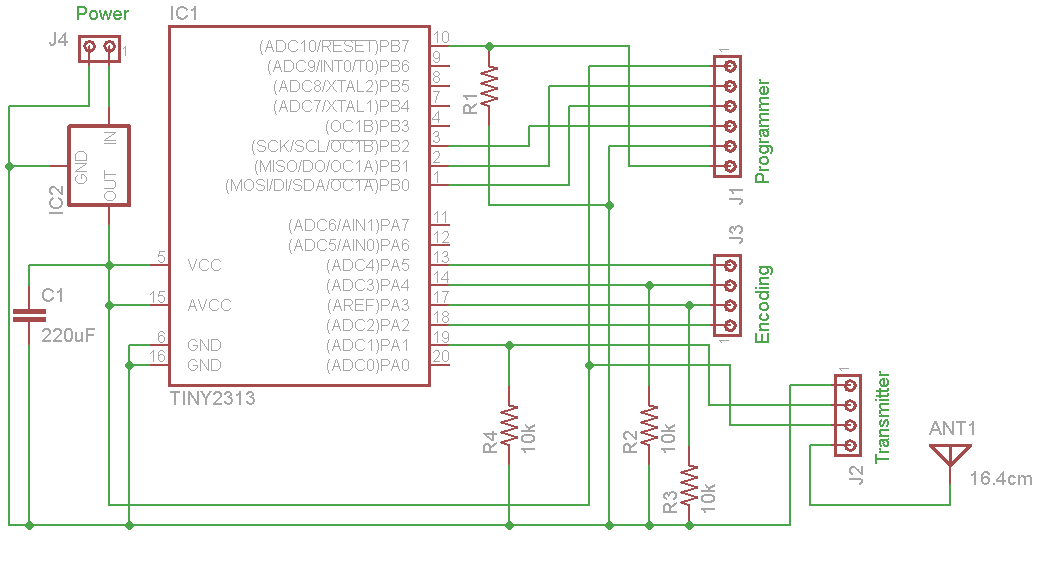 Power
J4
1
IC1
(ADC10/RESET)PB7
10
(ADC9/INT0/T0)PB6
9
(ADC8/XTAL2)PB5
8
(ADC7/XTAL1)PB4
7
(OC1B)PB3
4
(SCK/SCL/OC1B)PB2
3
(MISO/DO/OC1A)PB1
2
(MOSI/DI/SDA/OC1A)PB0
1
(ADC6/AIN1)PA7
11
(ADC5/AIN0)PA6
12
5
VCC
(ADC4)PA5
13
(ADC3)PA4
14
15
AVCC
(AREF)PA3
17
(ADC2)PA2
18
6
GND
(ADC1)PA1
19
16
GND
(ADC0)PA0
20
TINY2313
IN
GND
OUT
IC2
C1
220uF
R1
1
Programmer
J1
J3
Encoding
1
R4
10k
R2
10k
R3
10k
1
Transmitter
J2
ANT1
16.4cm